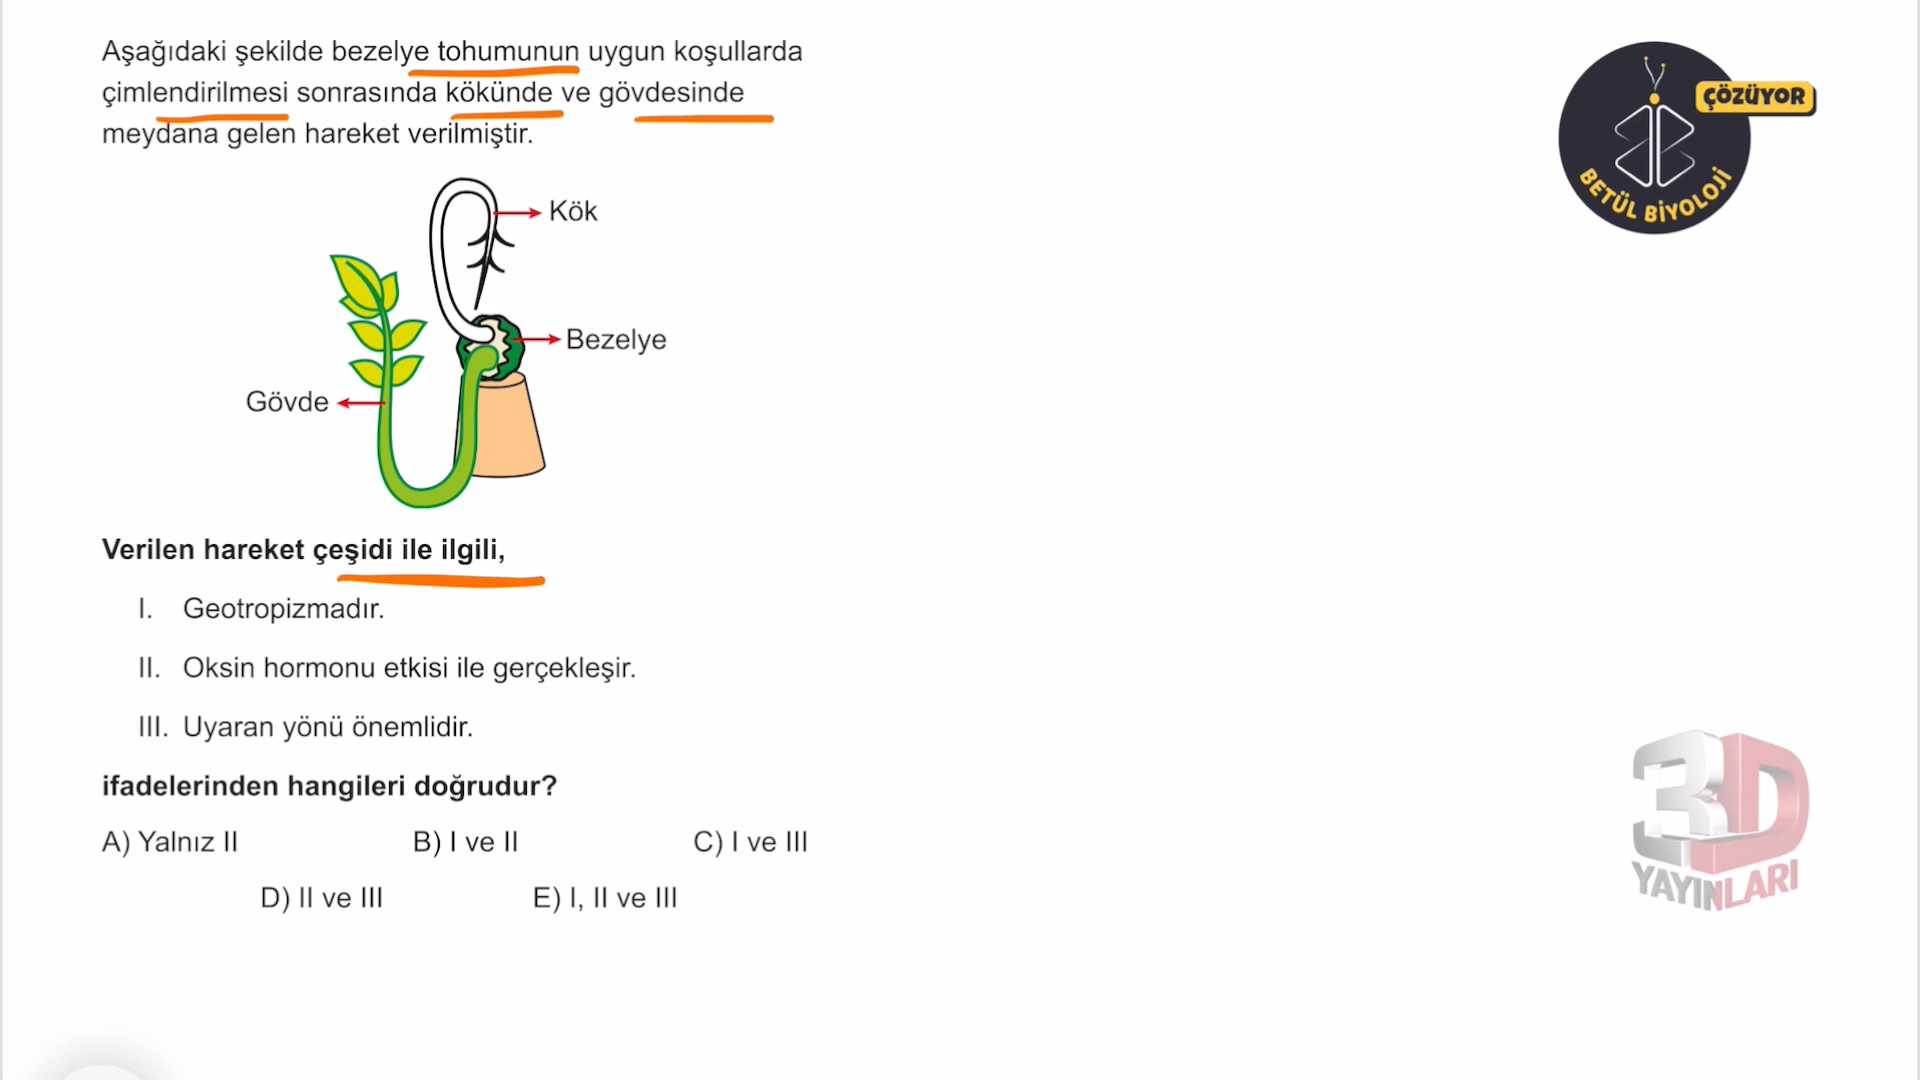 Aşağıdaki şekilde bezelye tohumunun uygun koşullarda
çimlendirilmesi sonrasında kökünde ve gövdesinde
meydana gelen hareket verilmiştir.
Kök
Bezelye
Gövde
Verilen hareket çeşidi ile ilgili,
I. Geotropizmadır.
II. Oksin hormonu etkisi ile gerçekleşir.
III. Uyaran yönü önemlidir.
ifadelerinden hangileri doğrudur?
A) Yalnız II B) I ve II C) I ve III
D) II ve III E) I, II ve III
ÇÖZÜYOR
BETÜL BİYOLOJİ
3D
YAYINLARI